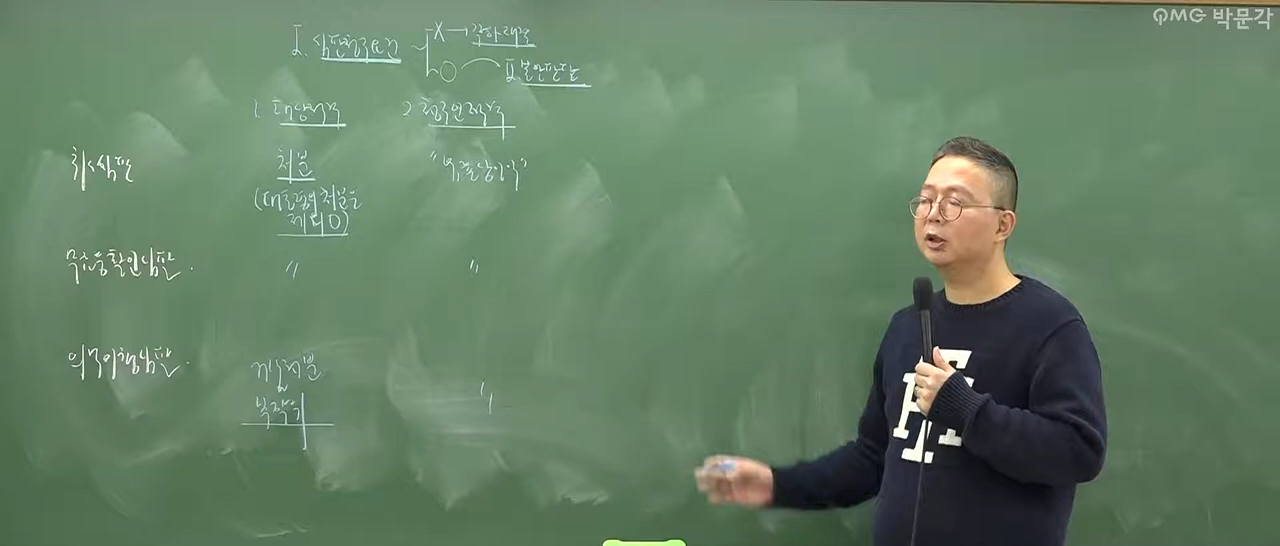 PMG 박문각
I. 심판청구요건 X → 각하재결
O II. 본안판단
1. 대상적격 2. 청구인적격
취소심판 처분 "법률상이익"
(대통령의 처분은
제외O)
무효등확인심판. 〃 〃
의무이행심판. 거부처분 〃
부작위